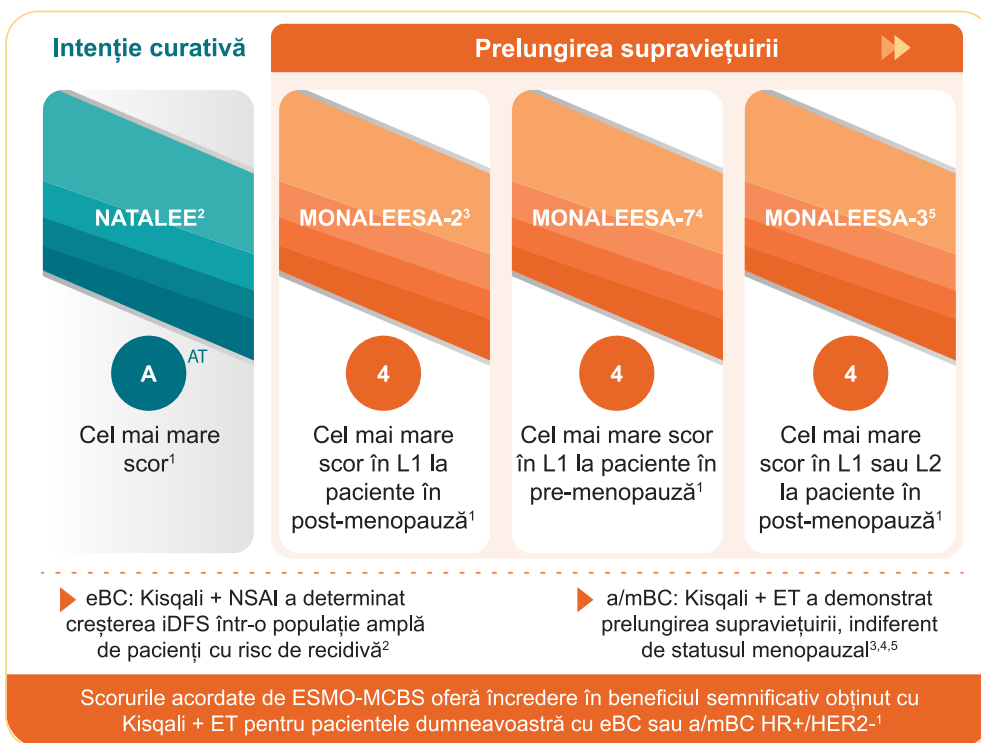 Intenție curativă
Prelungirea supraviețuirii
NATALEE²
A AT
Cel mai mare
scor¹
MONALEESA-2³
4
Cel mai mare
scor în L1 la
paciente în
post-menopauză¹
MONALEESA-7⁴
4
Cel mai mare scor
în L1 la paciente în
pre-menopauză¹
MONALEESA-3⁵
4
Cel mai mare
scor în L1 sau L2
la paciente în
post-menopauză¹
eBC: Kisqali + NSAI a determinat
creșterea iDFS într-o populație amplă
de pacienți cu risc de recidivă²
a/mBC: Kisqali + ET a demonstrat
prelungirea supraviețuirii, indiferent
de statusul menopauzal³,⁴,⁵
Scorurile acordate de ESMO-MCBS oferă încredere în beneficiul semnificativ obținut cu
Kisqali + ET pentru pacientele dumneavoastră cu eBC sau a/mBC HR+/HER2-¹